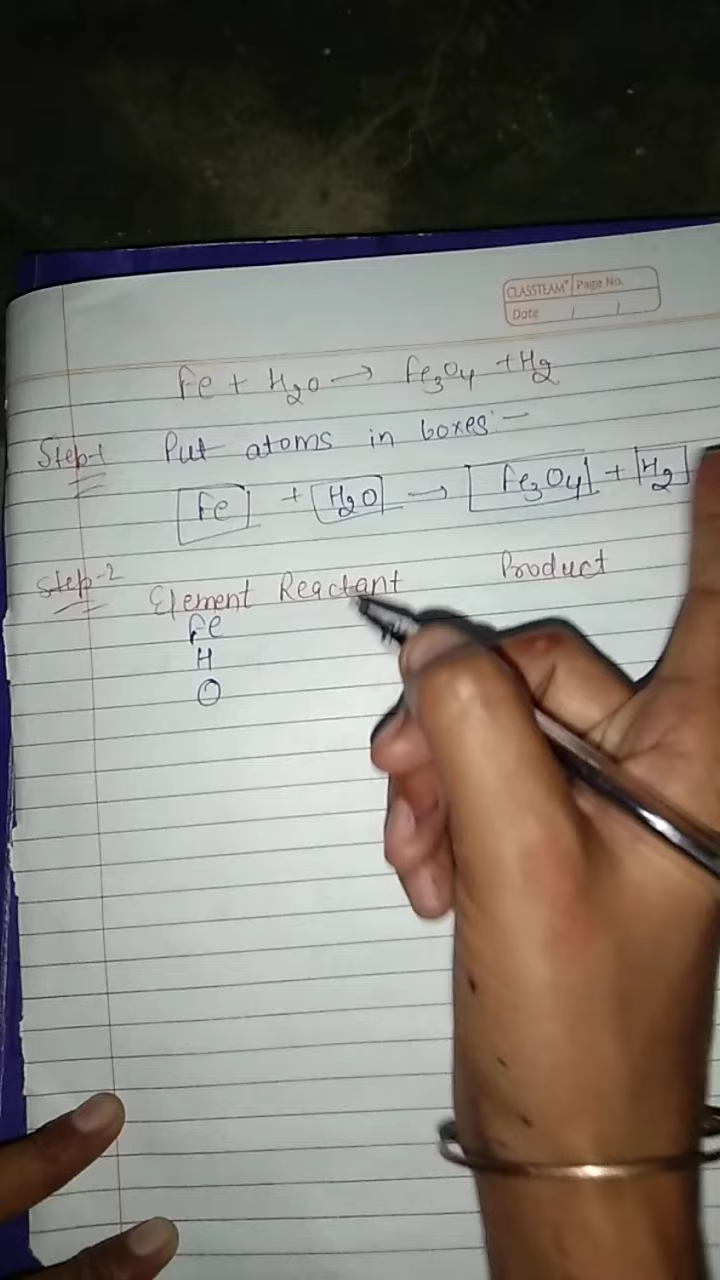 CLASSTEAM Page No.
Date / /
Fe + H2O → Fe3O4 + H2
Step-1 Put atoms in boxes:-
Fe + H2O → Fe3O4 + H2
Step-2 Element Reactant Product
Fe
H
O